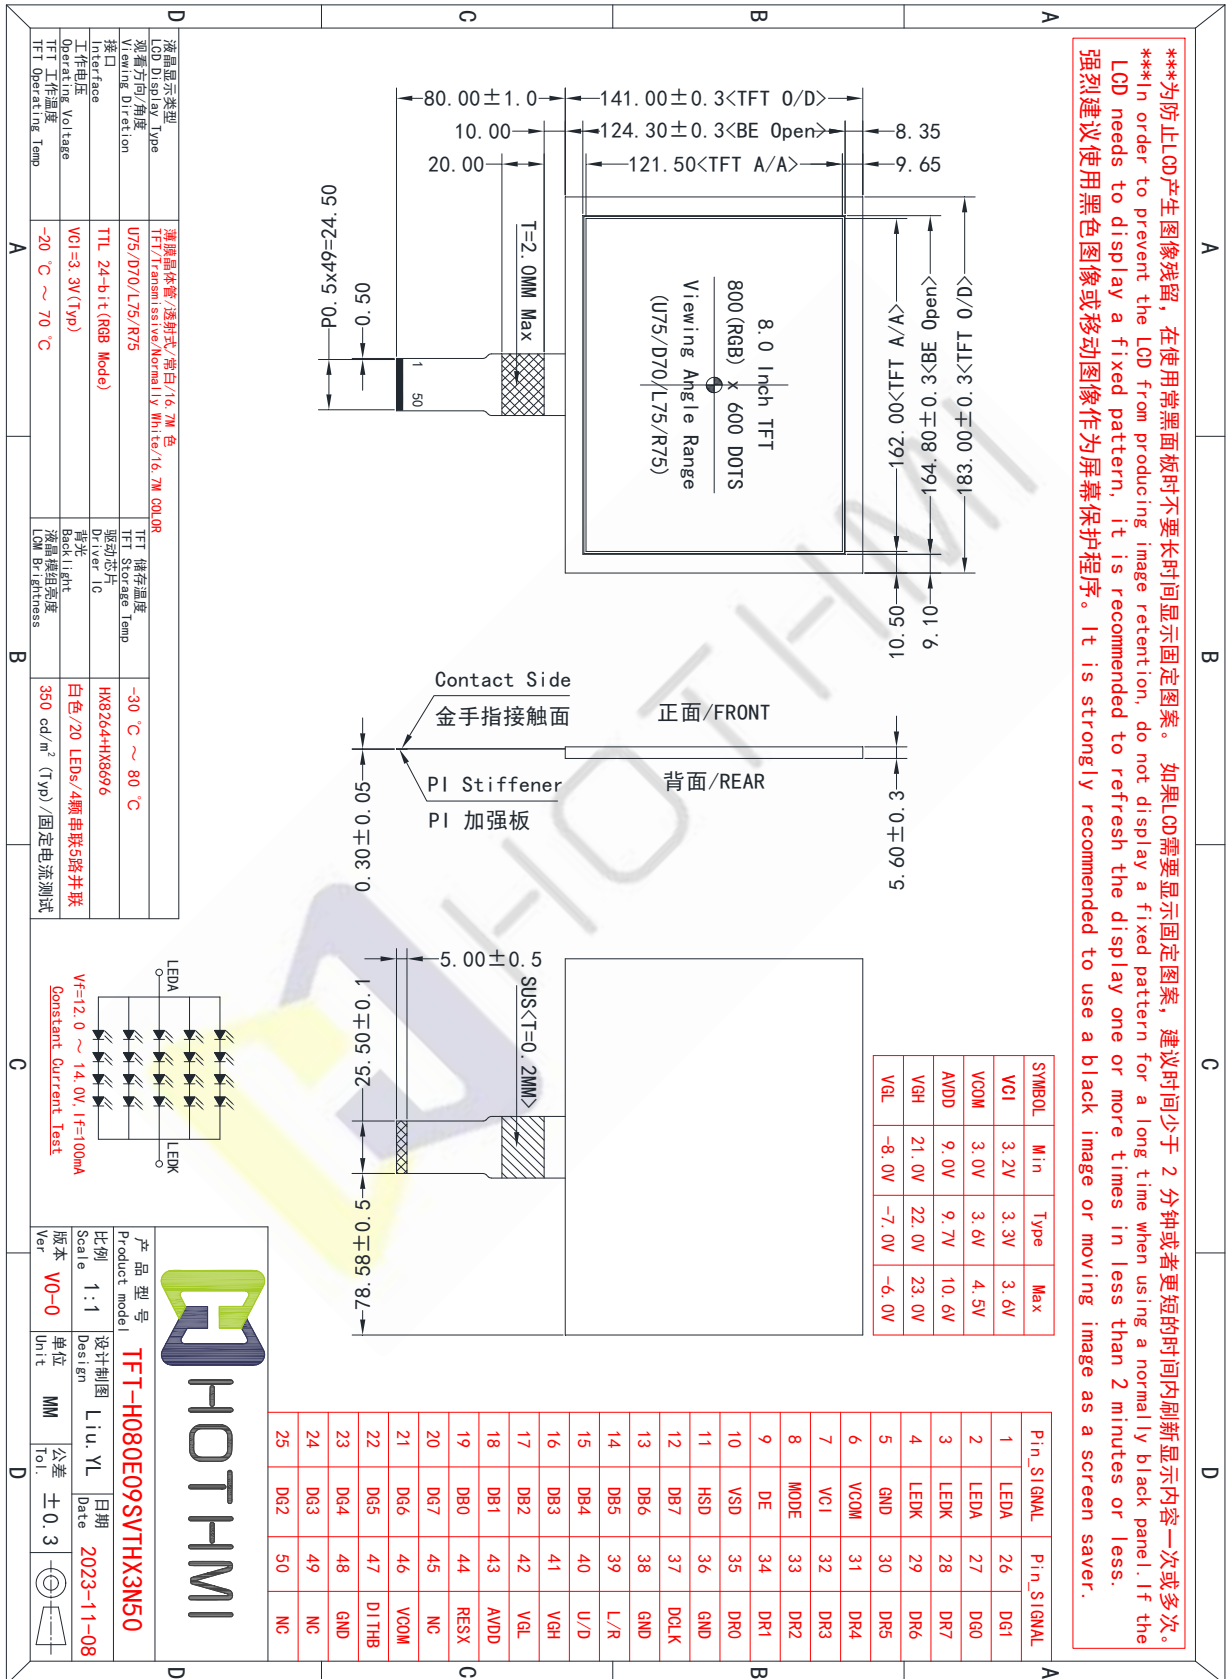 ***为防止LCD产生图像残留，在使用常黑面板时不要长时间显示固定图案。 如果LCD需要显示固定图案，建议时间少于 2 分钟或者更短的时间内刷新显示内容一次或多次。
***In order to prevent the LCD from producing image retention, do not display a fixed pattern for a long time when using a normally black panel.If the
LCD needs to display a fixed pattern, it is recommended to refresh the display one or more times in less than 2 minutes or less.
强烈建议使用黑色图像或移动图像作为屏幕保护程序。It is strongly recommended to use a black image or moving image as a screen saver.
A
B
C
D
A
B
C
D
A
B
C
D
A
B
C
D
183.00±0.3<TFT O/D>
164.80±0.3<BE Open>
162.00<TFT A/A>
9.10
10.50
141.00±0.3<TFT O/D>
124.30±0.3<BE Open>
121.50<TFT A/A>
8.35
9.65
80.00±1.0
10.00
20.00
8.0 Inch TFT
800(RGB) x 600 DOTS
Viewing Angle Range
(U75/D70/L75/R75)
T=2.0MM Max
1
50
0.50
P0.5x49=24.50
5.60±0.3
正面/FRONT
背面/REAR
Contact Side
金手指接触面
PI Stiffener
PI 加强板
0.30±0.05
5.00±0.5
SUS<T=0.2MM>
25.50±0.1
78.58±0.5
HOTHMI
SYMBOL Min Type Max
VCI 3.2V 3.3V 3.6V
VCOM 3.0V 3.6V 4.5V
AVDD 9.0V 9.7V 10.6V
VGH 21.0V 22.0V 23.0V
VGL -8.0V -7.0V -6.0V
Pin_SIGNAL Pin_SIGNAL
1 LEDA 26 DG1
2 LEDA 27 DG0
3 LEDK 28 DR7
4 LEDK 29 DR6
5 GND 30 DR5
6 VCOM 31 DR4
7 VCI 32 DR3
8 MODE 33 DR2
9 DE 34 DR1
10 VSD 35 DR0
11 HSD 36 GND
12 DB7 37 DCLK
13 DB6 38 GND
14 DB5 39 L/R
15 DB4 40 U/D
16 DB3 41 VGH
17 DB2 42 VGL
18 DB1 43 AVDD
19 DB0 44 RESX
20 DG7 45 NC
21 DG6 46 VCOM
22 DG5 47 DITHB
23 DG4 48 GND
24 DG3 49 NC
25 DG2 50 NC
液晶显示类型
LCD Display Type
薄膜晶体管/透射式/常白/16.7M 色
TFT/Transmissive/Normally White/16.7M COLOR
观看方向/角度
Viewing Diretion
U75/D70/L75/R75
TFT 储存温度
TFT Storage Temp
-30 ℃ ～ 80 ℃
接口
Interface
TTL 24-bit(RGB Mode)
驱动芯片
Driver IC
HX8264+HX8696
工作电压
Operating Voltage
VCI=3.3V(Typ)
背光
Backlight
白色/20 LEDs/4颗串联5路并联
TFT 工作温度
TFT Operating Temp
-20 ℃ ～ 70 ℃
液晶模组亮度
LCM Brightness
350 cd/m² (Typ)/固定电流测试
LEDA
LEDK
Vf=12.0 ～ 14.0V,If=100mA
Constant Current Test
HOTHMI
产品型号
Product model
TFT-H080E09SVTHX3N50
比例
Scale
1:1
设计制图
Design
Liu.YL
日期
Date
2023-11-08
版本
Ver
V0-0
单位
Unit
MM
公差
Tol.
±0.3